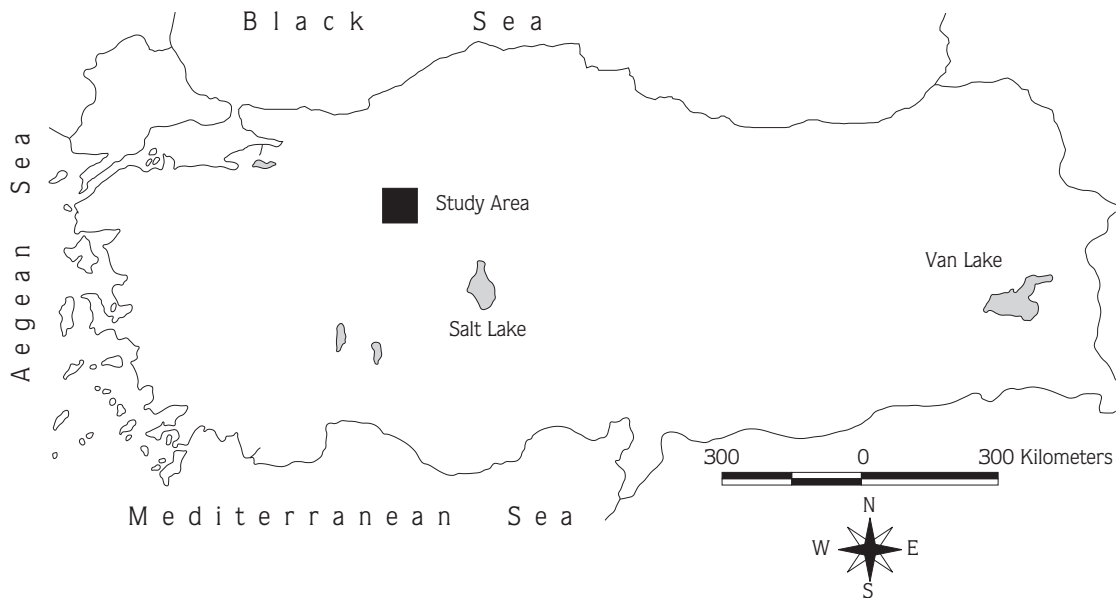 Black Sea
Aegean Sea
Study Area
Van Lake
Salt Lake
300 0 300 Kilometers
N
W E
S
Mediterranean Sea